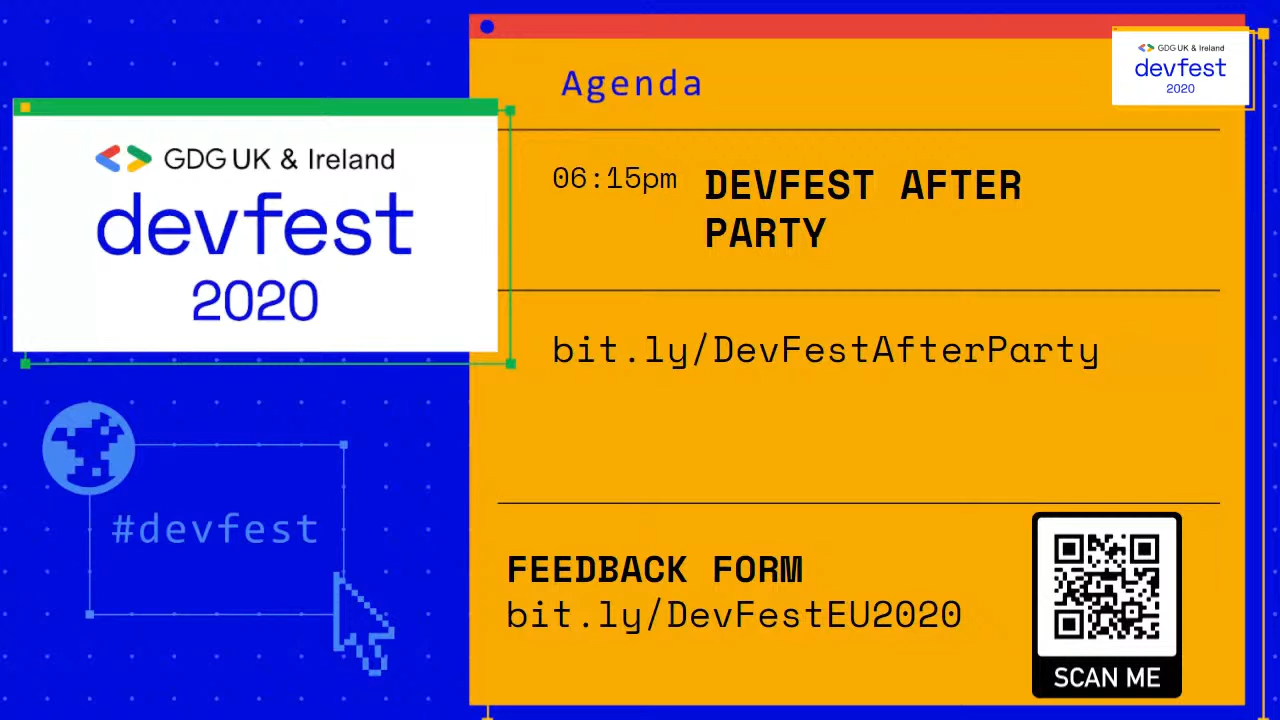 GDG UK & Ireland
devfest
2020
#devfest
Agenda
GDG UK & Ireland
devfest
2020
06:15pm
DEVFEST AFTER
PARTY
bit.ly/DevFestAfterParty
FEEDBACK FORM
bit.ly/DevFestEU2020
SCAN ME